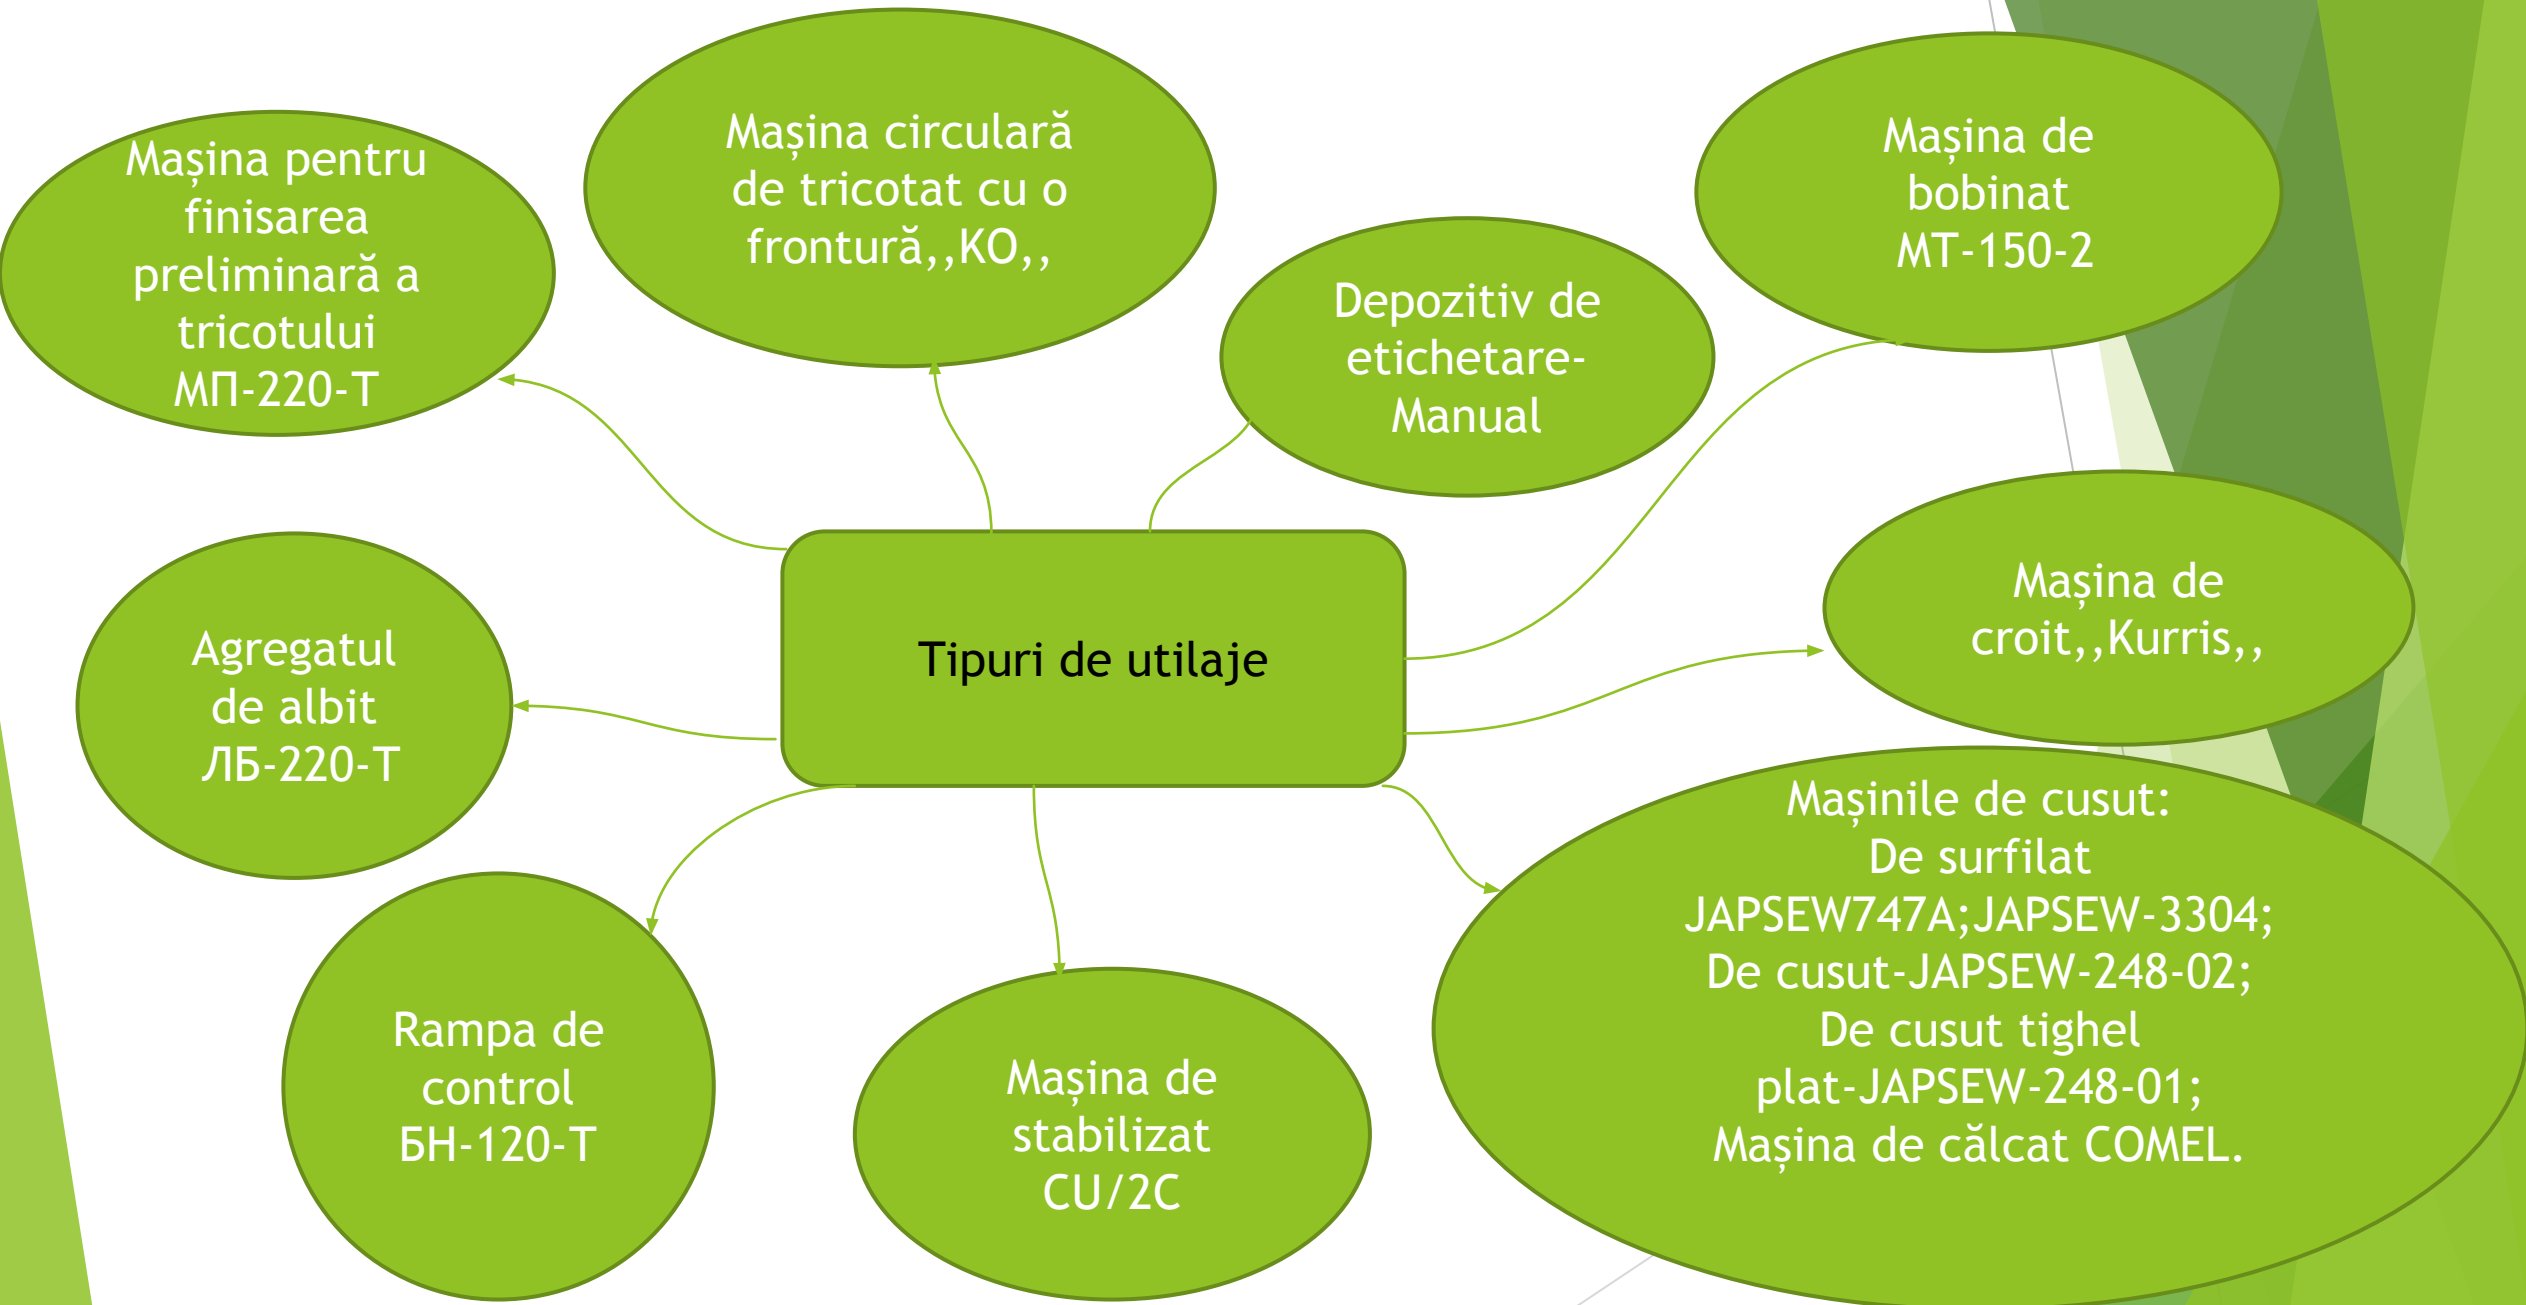 Mașina pentru
finisarea
preliminară a
tricotului
МП-220-Т
Mașina circulară
de tricotat cu o
frontură,,KO,,
Depozitiv de
etichetare-
Manual
Mașina de
bobinat
MT-150-2
Mașina de
croit,,Kurris,,
Tipuri de utilaje
Agregatul
de albit
ЛБ-220-Т
Rampa de
control
БН-120-Т
Mașina de
stabilizat
CU/2C
Mașinile de cusut:
De surfilat
JAPSEW747A;JAPSEW-3304;
De cusut-JAPSEW-248-02;
De cusut tighel
plat-JAPSEW-248-01;
Mașina de călcat COMEL.